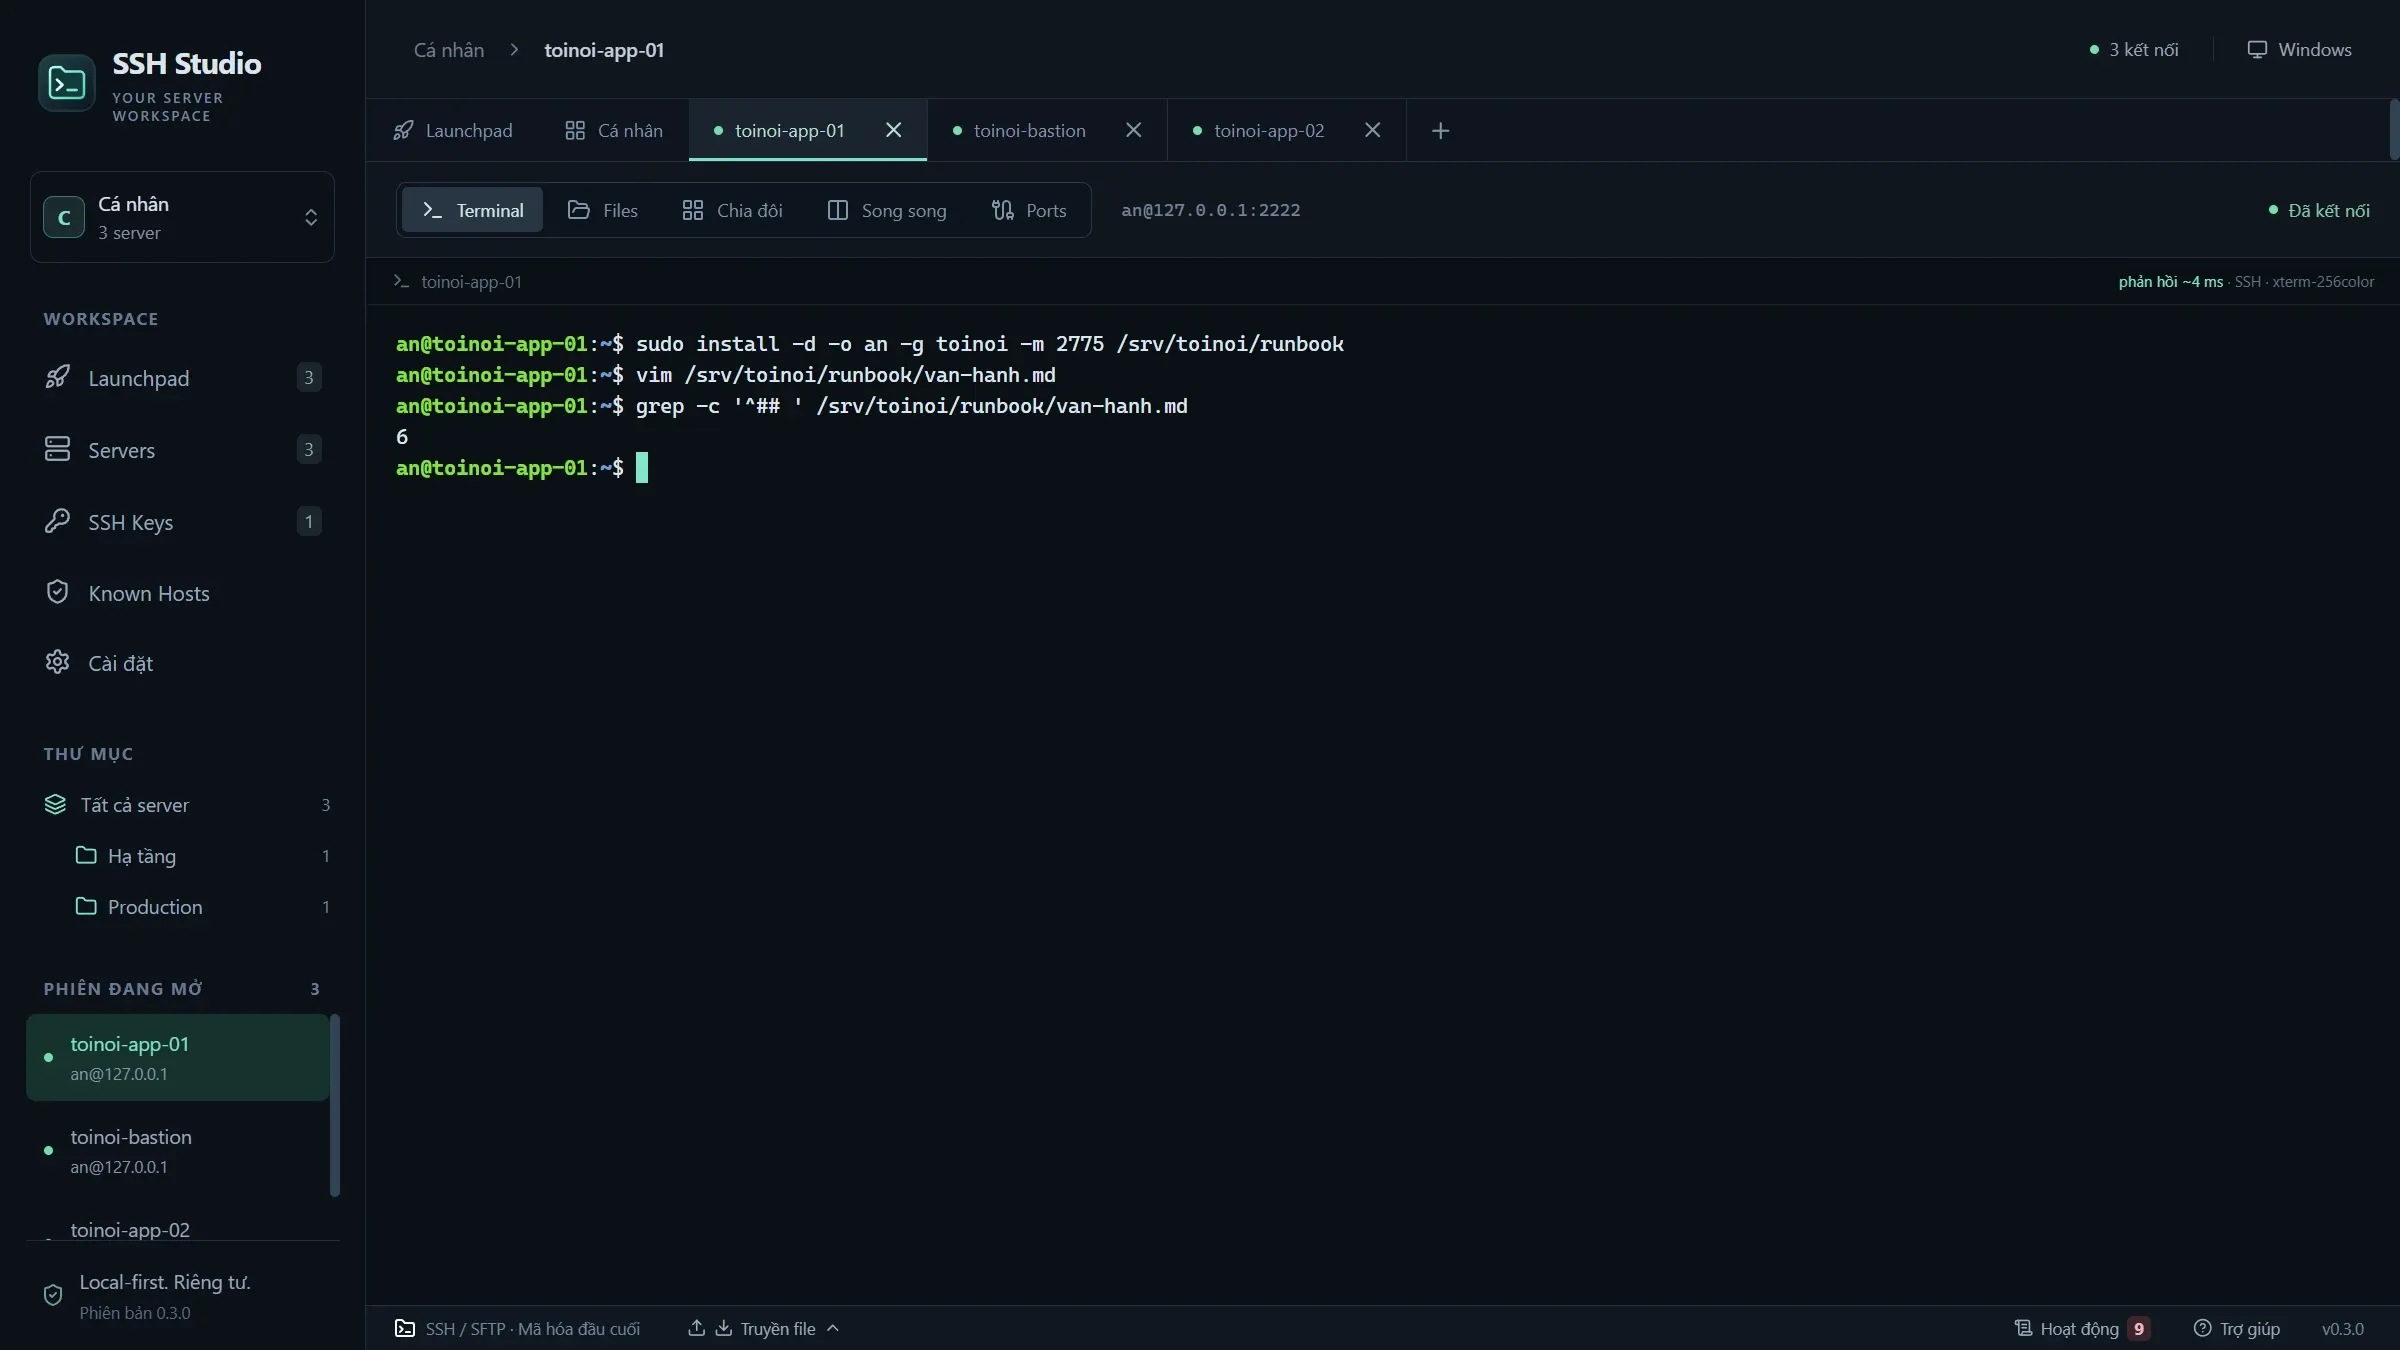 SSH Studio
YOUR SERVER
WORKSPACE
C
Cá nhân
3 server
WORKSPACE
Launchpad 3
Servers 3
SSH Keys 1
Known Hosts
Cài đặt
THƯ MỤC
Tất cả server 3
Hạ tầng 1
Production 1
PHIÊN ĐANG MỞ 3
toinoi-app-01
an@127.0.0.1
toinoi-bastion
an@127.0.0.1
toinoi-app-02
Local-first. Riêng tư.
Phiên bản 0.3.0
Cá nhân > toinoi-app-01
3 kết nối
Windows
Launchpad
Cá nhân
toinoi-app-01
toinoi-bastion
toinoi-app-02
Terminal
Files
Chia đôi
Song song
Ports
an@127.0.0.1:2222
Đã kết nối
toinoi-app-01
phản hồi ~4 ms · SSH · xterm-256color
an@toinoi-app-01:~$ sudo install -d -o an -g toinoi -m 2775 /srv/toinoi/runbook
an@toinoi-app-01:~$ vim /srv/toinoi/runbook/van-hanh.md
an@toinoi-app-01:~$ grep -c '^## ' /srv/toinoi/runbook/van-hanh.md
6
an@toinoi-app-01:~$
SSH / SFTP · Mã hóa đầu cuối
Truyền file
Hoạt động 9
Trợ giúp
v0.3.0